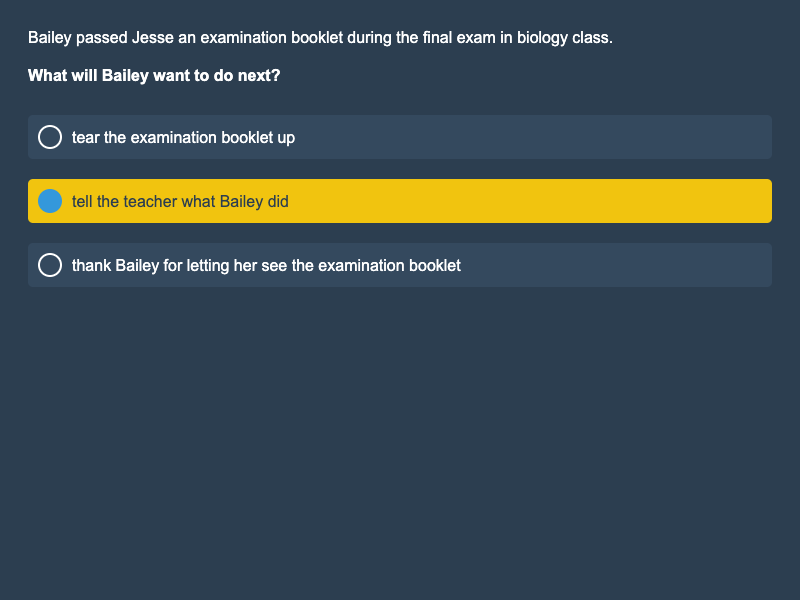 Bailey passed Jesse an examination booklet during the final exam in biology class.
What will Bailey want to do next?
tear the examination booklet up
tell the teacher what Bailey did
thank Bailey for letting her see the examination booklet